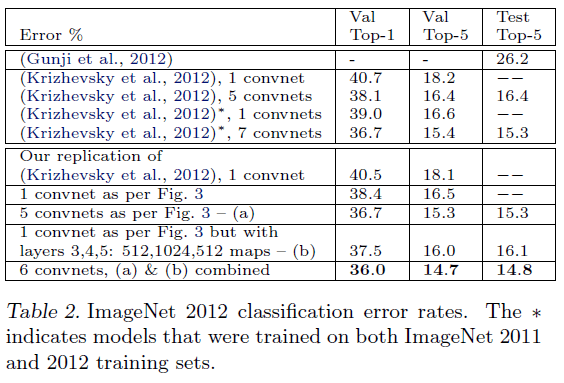 Error % Val Top-1 Val Top-5 Test Top-5
(Gunji et al., 2012) - - 26.2
(Krizhevsky et al., 2012), 1 convnet 40.7 18.2 −−
(Krizhevsky et al., 2012), 5 convnets 38.1 16.4 16.4
(Krizhevsky et al., 2012)*, 1 convnets 39.0 16.6 −−
(Krizhevsky et al., 2012)*, 7 convnets 36.7 15.4 15.3
Our replication of
(Krizhevsky et al., 2012), 1 convnet 40.5 18.1 −−
1 convnet as per Fig. 3 38.4 16.5 −−
5 convnets as per Fig. 3 – (a) 36.7 15.3 15.3
1 convnet as per Fig. 3 but with
layers 3,4,5: 512,1024,512 maps – (b) 37.5 16.0 16.1
6 convnets, (a) & (b) combined 36.0 14.7 14.8
Table 2. ImageNet 2012 classification error rates. The *
indicates models that were trained on both ImageNet 2011
and 2012 training sets.